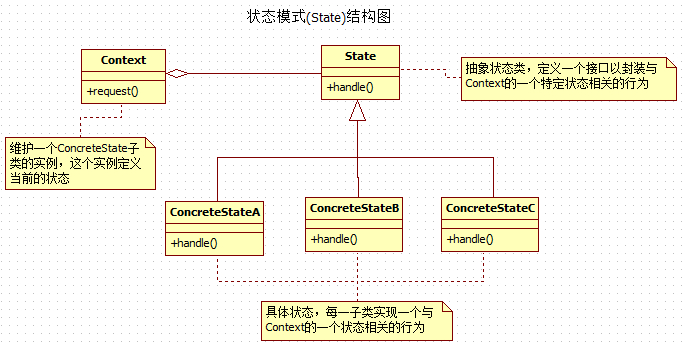 状态模式(State)结构图
Context
+request()
State
+handle()
抽象状态类，定义一个接口以封装与
Context的一个特定状态相关的行为
维护一个ConcreteState子
类的实例，这个实例定义
当前的状态
ConcreteStateA
+handle()
ConcreteStateB
+handle()
ConcreteStateC
+handle()
具体状态，每一子类实现一个与
Context的一个状态相关的行为